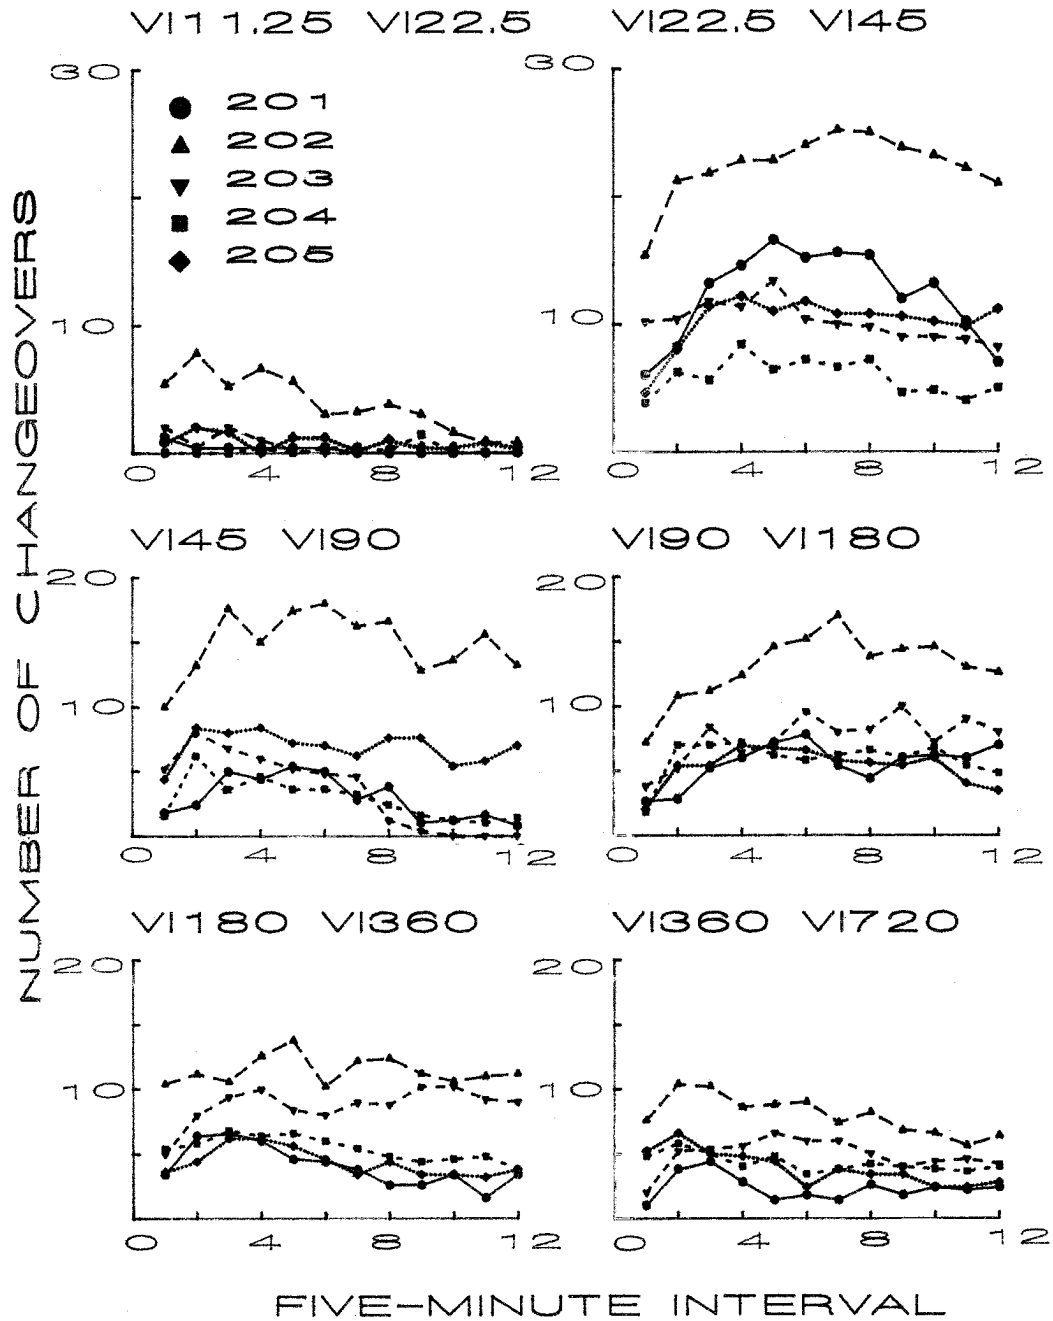 VI11.25 VI22.5
VI22.5 VI45
30
10
201
202
203
204
205
0 4 8 12
30
10
0 4 8 12
VI45 VI90
VI90 VI180
20
10
0 4 8 12
20
10
0 4 8 12
VI180 VI360
VI360 VI720
20
10
0 4 8 12
20
10
0 4 8 12
NUMBER OF CHANGEOVERS
FIVE-MINUTE INTERVAL